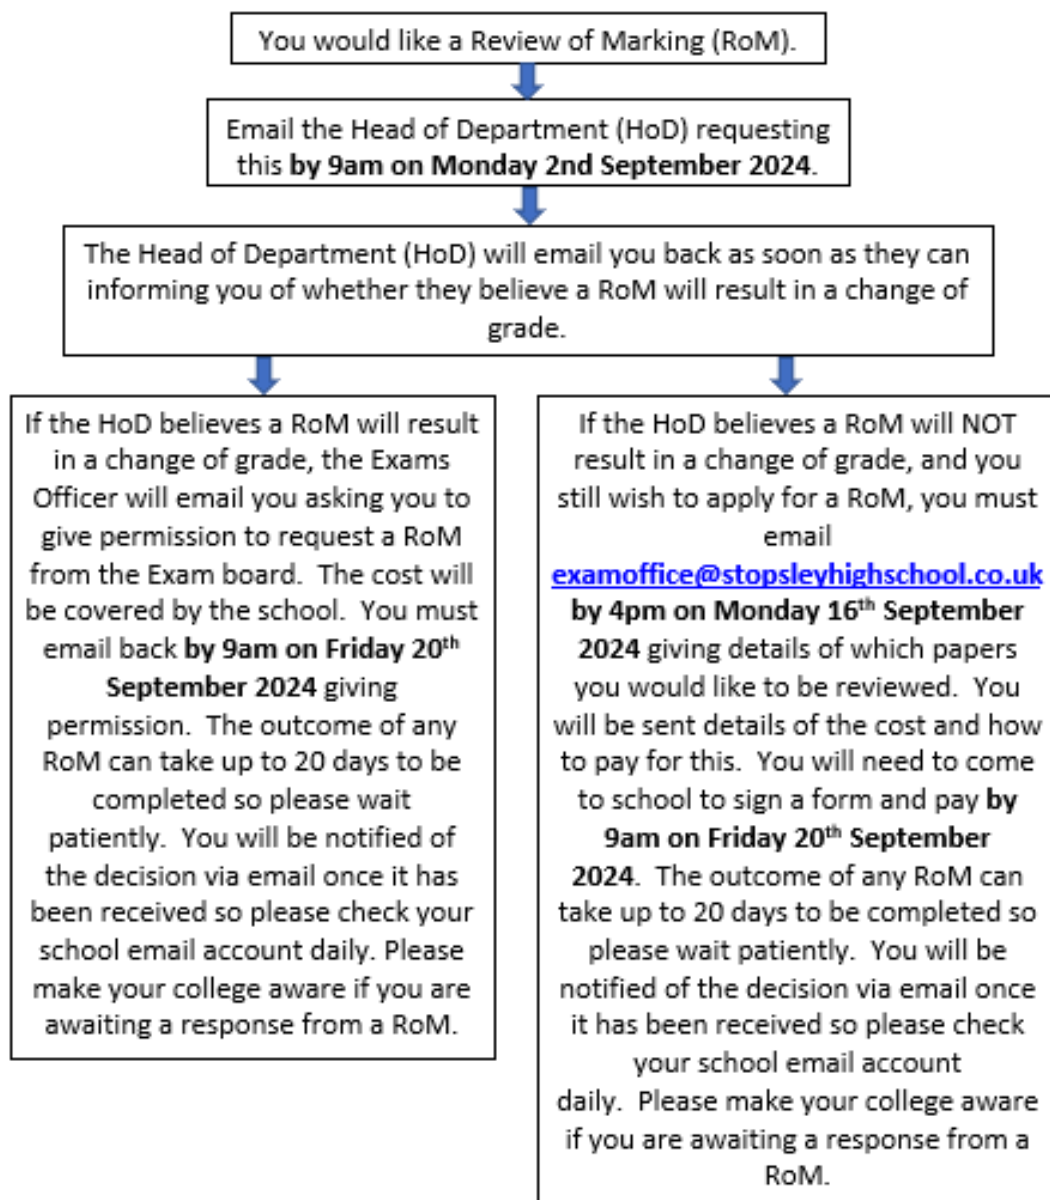 You would like a Review of Marking (RoM).
Email the Head of Department (HoD) requesting
this by 9am on Monday 2nd September 2024.
The Head of Department (HoD) will email you back as soon as they can
informing you of whether they believe a RoM will result in a change of
grade.
If the HoD believes a RoM will result
in a change of grade, the Exams
Officer will email you asking you to
give permission to request a RoM
from the Exam board.  The cost will
be covered by the school.  You must
email back by 9am on Friday 20th
September 2024 giving
permission.  The outcome of any
RoM can take up to 20 days to be
completed so please wait
patiently.  You will be notified of
the decision via email once it has
been received so please check your
school email account daily. Please
make your college aware if you are
awaiting a response from a RoM.
If the HoD believes a RoM will NOT
result in a change of grade, and you
still wish to apply for a RoM, you must
email
examoffice@stopsleyhighschool.co.uk
by 4pm on Monday 16th September
2024 giving details of which papers
you would like to be reviewed.  You
will be sent details of the cost and how
to pay for this.  You will need to come
to school to sign a form and pay by
9am on Friday 20th September
2024.  The outcome of any RoM can
take up to 20 days to be completed so
please wait patiently.  You will be
notified of the decision via email once
it has been received so please check
your school email account
daily.  Please make your college aware
if you are awaiting a response from a
RoM.